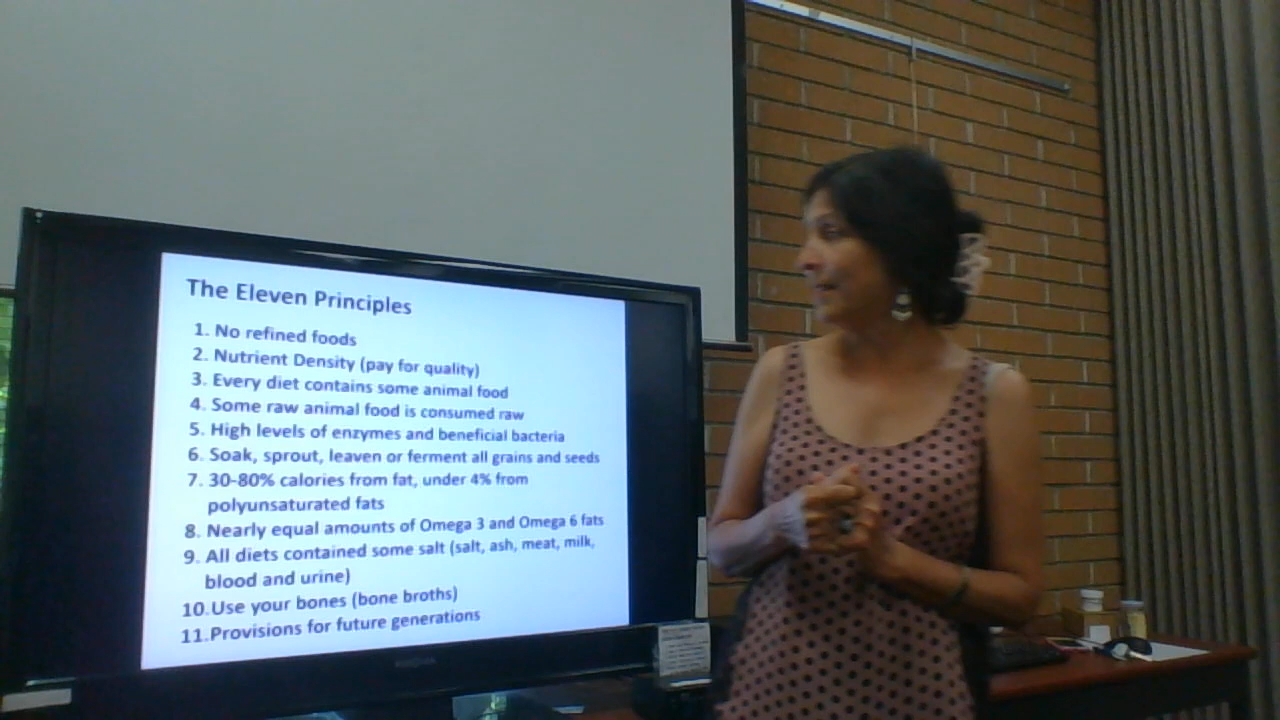 The Eleven Principles
1. No refined foods
2. Nutrient Density (pay for quality)
3. Every diet contains some animal food
4. Some raw animal food is consumed raw
5. High levels of enzymes and beneficial bacteria
6. Soak, sprout, leaven or ferment all grains and seeds
7. 30-80% calories from fat, under 4% from
polyunsaturated fats
8. Nearly equal amounts of Omega 3 and Omega 6 fats
9. All diets contained some salt (salt, ash, meat, milk,
blood and urine)
10. Use your bones (bone broths)
11. Provisions for future generations